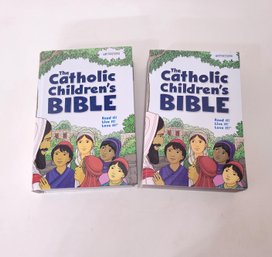 The
Catholic
Children's
BIBLE
Read it!
Live it!
Love it!®
The
Catholic
Children's
BIBLE
Read it!
Live it!
Love it!®